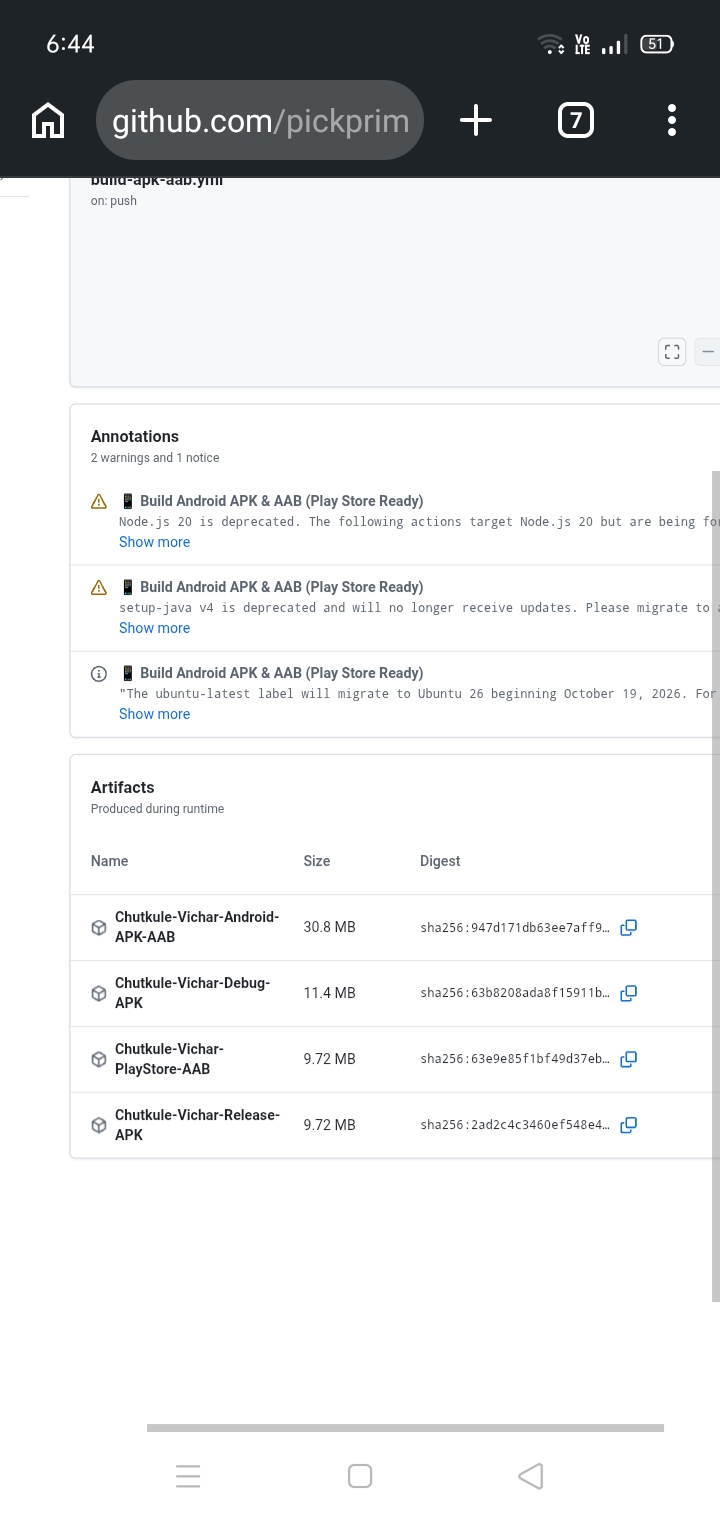 6:44
Vo LTE
51
github.com/pickprim
7
build-apk-aab.yml
on: push
Annotations
2 warnings and 1 notice
Build Android APK & AAB (Play Store Ready)
Node.js 20 is deprecated. The following actions target Node.js 20 but are being fo
Show more
Build Android APK & AAB (Play Store Ready)
setup-java v4 is deprecated and will no longer receive updates. Please migrate to a
Show more
Build Android APK & AAB (Play Store Ready)
"The ubuntu-latest label will migrate to Ubuntu 26 beginning October 19, 2026. For
Show more
Artifacts
Produced during runtime
Name Size Digest
Chutkule-Vichar-Android-
APK-AAB 30.8 MB sha256:947d171db63ee7aff9…
Chutkule-Vichar-Debug-
APK 11.4 MB sha256:63b8208ada8f15911b…
Chutkule-Vichar-
PlayStore-AAB 9.72 MB sha256:63e9e85f1bf49d37eb…
Chutkule-Vichar-Release-
APK 9.72 MB sha256:2ad2c4c3460ef548e4…